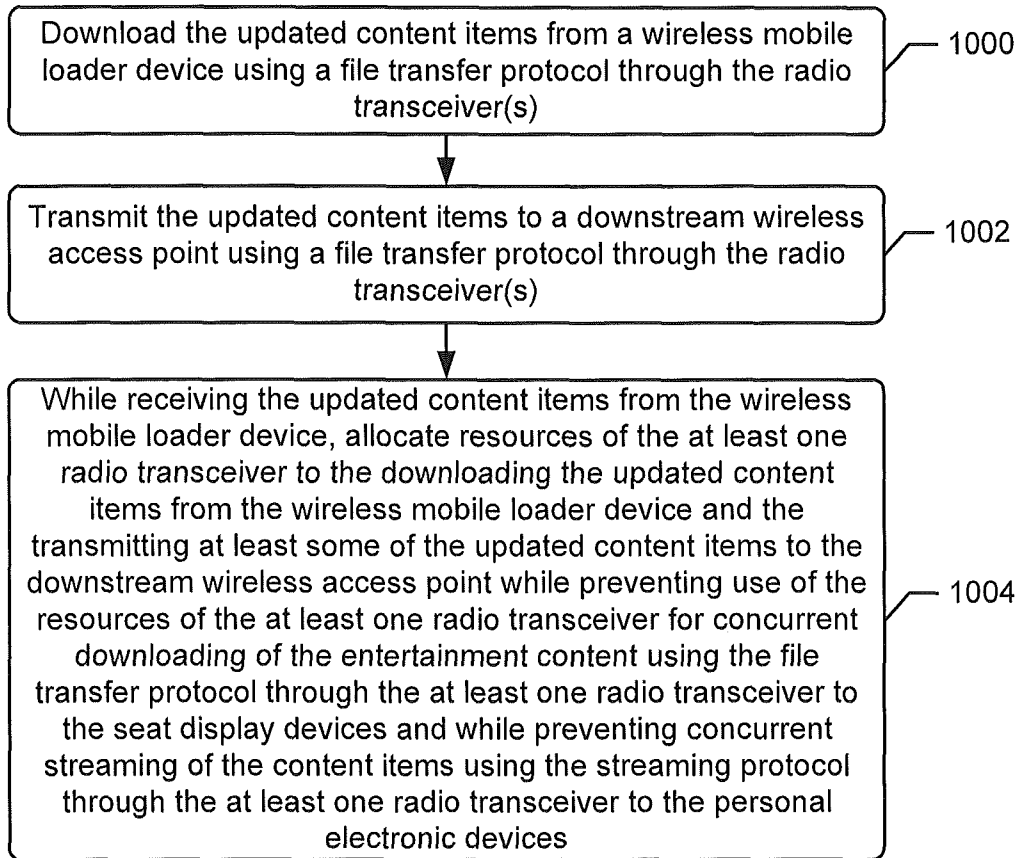 Download the updated content items from a wireless mobile
loader device using a file transfer protocol through the radio
transceiver(s)
1000
Transmit the updated content items to a downstream wireless
access point using a file transfer protocol through the radio
transceiver(s)
1002
While receiving the updated content items from the wireless
mobile loader device, allocate resources of the at least one
radio transceiver to the downloading the updated content
items from the wireless mobile loader device and the
transmitting at least some of the updated content items to the
downstream wireless access point while preventing use of the
resources of the at least one radio transceiver for concurrent
downloading of the entertainment content using the file
transfer protocol through the at least one radio transceiver to
the seat display devices and while preventing concurrent
streaming of the content items using the streaming protocol
through the at least one radio transceiver to the personal
electronic devices
1004